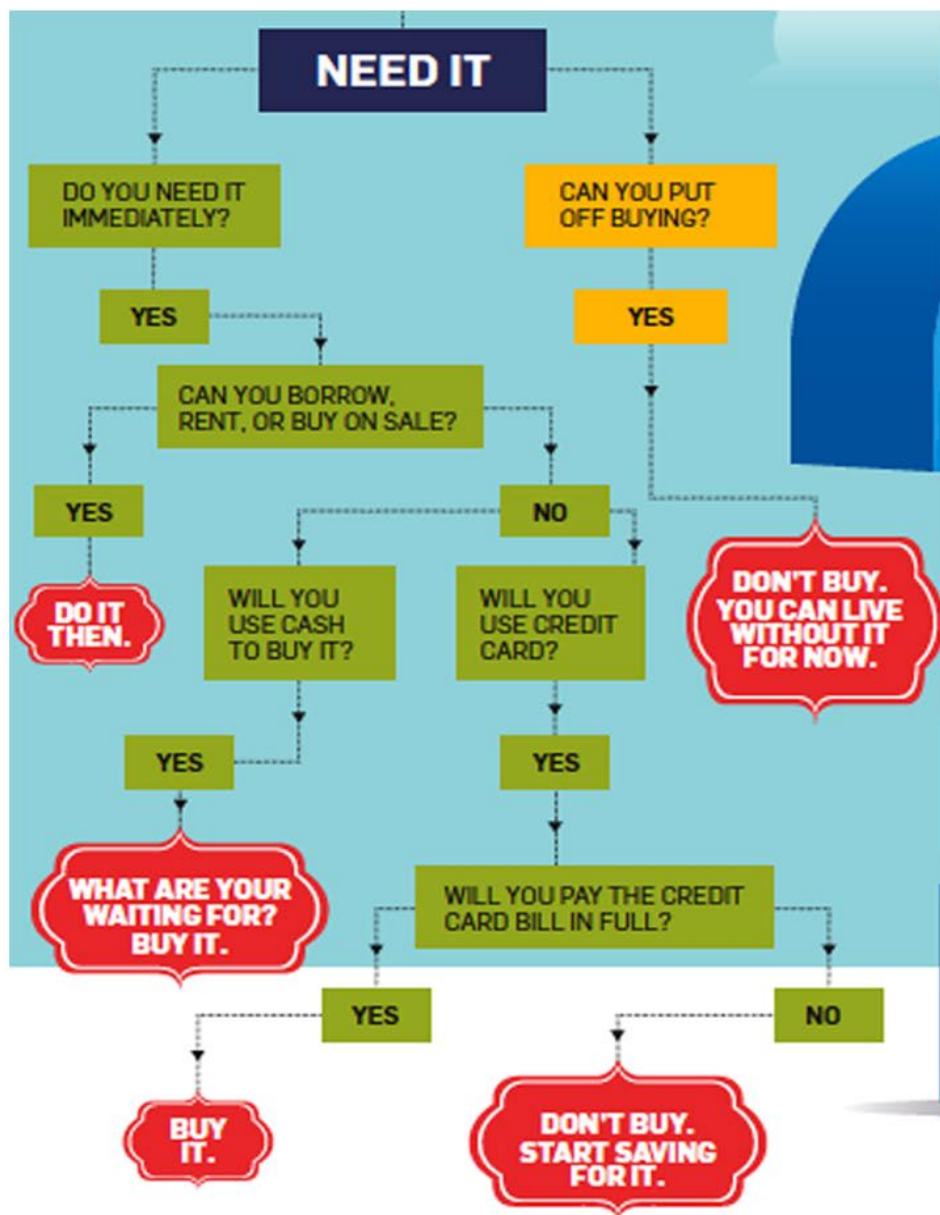 NEED IT
DO YOU NEED IT
IMMEDIATELY?
CAN YOU PUT
OFF BUYING?
YES
YES
CAN YOU BORROW,
RENT, OR BUY ON SALE?
YES
NO
DO IT
THEN.
WILL YOU
USE CASH
TO BUY IT?
WILL YOU
USE CREDIT
CARD?
DON'T BUY.
YOU CAN LIVE
WITHOUT IT
FOR NOW.
YES
YES
WHAT ARE YOUR
WAITING FOR?
BUY IT.
WILL YOU PAY THE CREDIT
CARD BILL IN FULL?
YES
NO
BUY
IT.
DON'T BUY.
START SAVING
FOR IT.